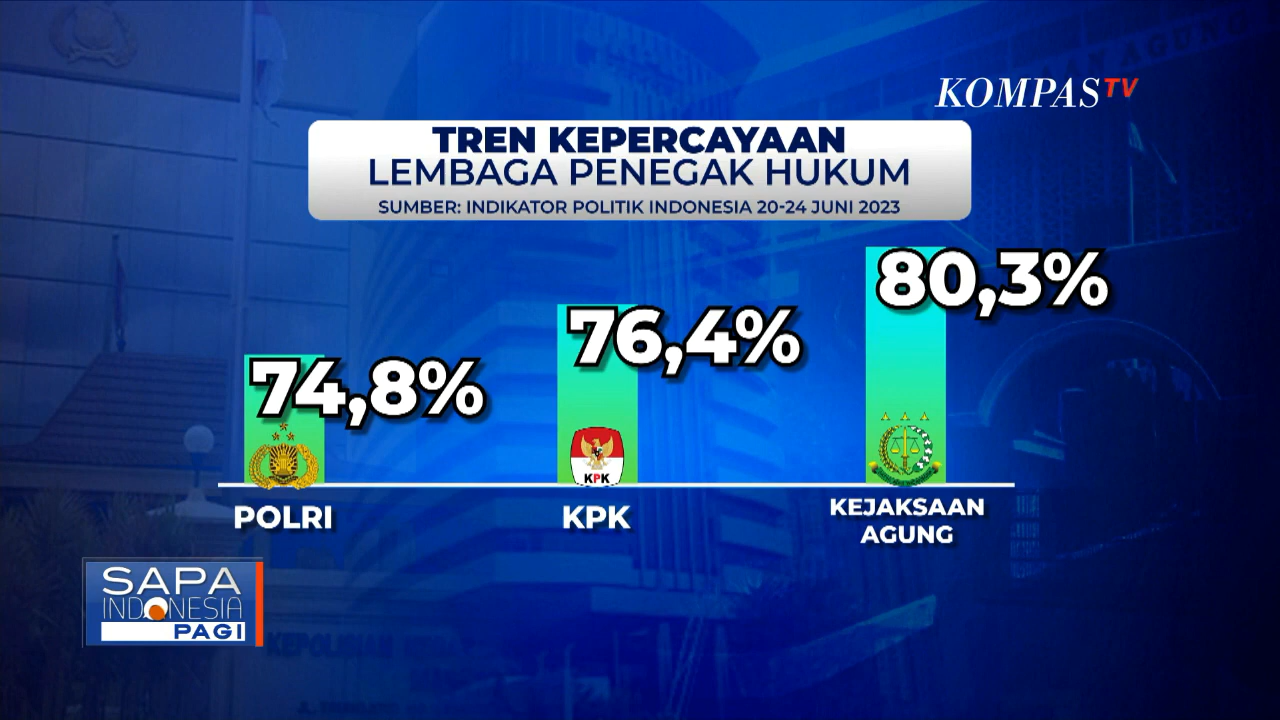 KOMPAS TV
TREN KEPERCAYAAN
LEMBAGA PENEGAK HUKUM
SUMBER: INDIKATOR POLITIK INDONESIA 20-24 JUNI 2023
74,8%
76,4%
80,3%
KPK
POLRI
KPK
KEJAKSAAN
AGUNG
SAPA
INDONESIA
PAGI